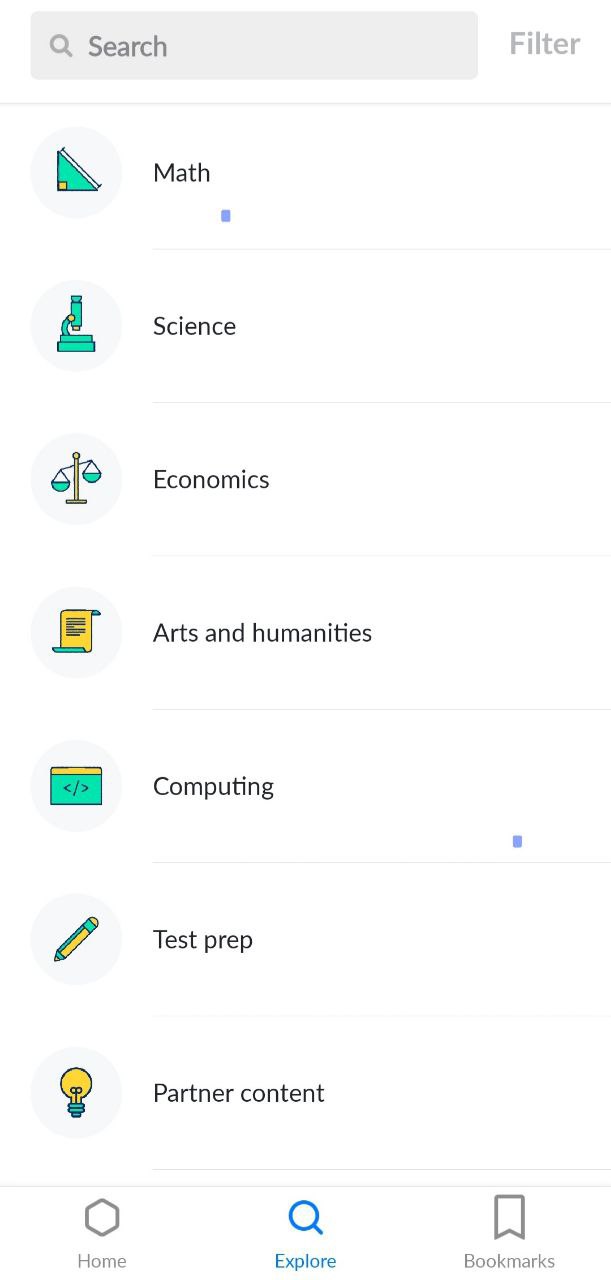 Search
Filter
Math
Science
Economics
Arts and humanities
</>
Computing
Test prep
Partner content
Home
Explore
Bookmarks